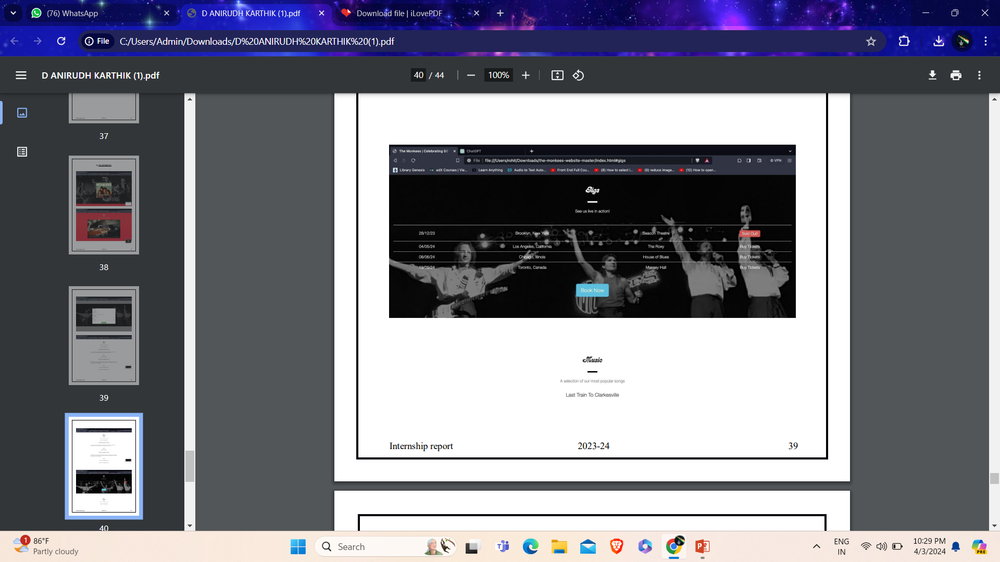 (76) WhatsApp
D ANIRUDH KARTHIK (1).pdf
Download file | iLovePDF
File
C:/Users/Admin/Downloads/D%20ANIRUDH%20KARTHIK%20(1).pdf
D ANIRUDH KARTHIK (1).pdf
40 / 44
100%
37
38
39
40
The Monkees | Celebrating 50
ChatGPT
File
file:///Users/rohit/Downloads/the-monkees-website-master/index.html#gigs
VPN
Library Genesis
edX Courses | Vie...
Learn Anything
Audio to Text Auto...
Front End Full Cou...
(8) How to select i...
(9) reduce image...
(12) How to open...
Gigs
See us live in action!
28/12/23 Brooklyn, New York Beacon Theatre Sold Out!
04/05/24 Los Angeles, California The Roxy Buy Tickets
08/06/24 Chicago, Illinois House of Blues Buy Tickets
19/09/24 Toronto, Canada Massey Hall Buy Tickets
Book Now
Music
A selection of our most popular songs
Last Train To Clarkesville
Internship report 2023-24 39
1
86°F
Partly cloudy
Search
ENG
IN
10:29 PM
4/3/2024
PRE